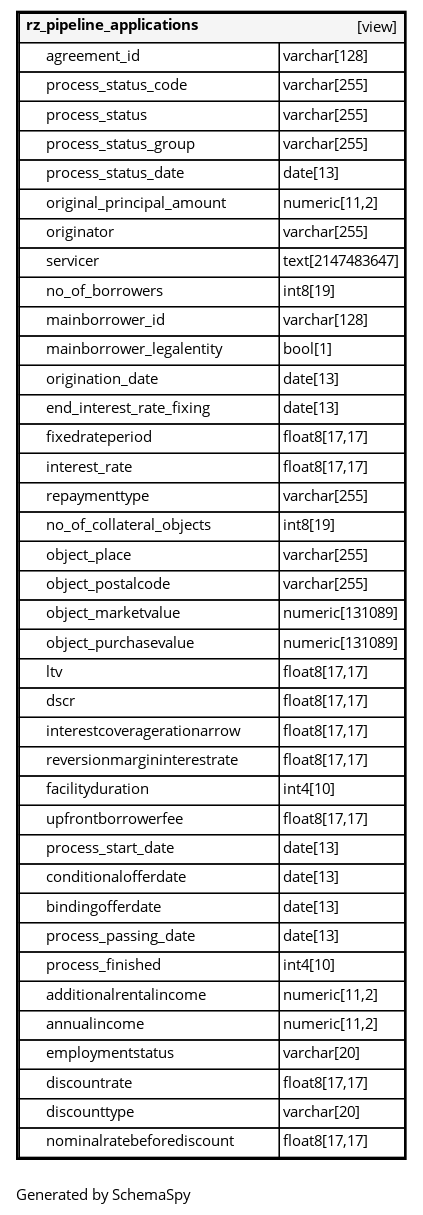 rz_pipeline_applications [view]
agreement_id varchar[128]
process_status_code varchar[255]
process_status varchar[255]
process_status_group varchar[255]
process_status_date date[13]
original_principal_amount numeric[11,2]
originator varchar[255]
servicer text[2147483647]
no_of_borrowers int8[19]
mainborrower_id varchar[128]
mainborrower_legalentity bool[1]
origination_date date[13]
end_interest_rate_fixing date[13]
fixedrateperiod float8[17,17]
interest_rate float8[17,17]
repaymenttype varchar[255]
no_of_collateral_objects int8[19]
object_place varchar[255]
object_postalcode varchar[255]
object_marketvalue numeric[131089]
object_purchasevalue numeric[131089]
ltv float8[17,17]
dscr float8[17,17]
interestcoveragerationarrow float8[17,17]
reversionmargininterestrate float8[17,17]
facilityduration int4[10]
upfrontborrowerfee float8[17,17]
process_start_date date[13]
conditionalofferdate date[13]
bindingofferdate date[13]
process_passing_date date[13]
process_finished int4[10]
additionalrentalincome numeric[11,2]
annualincome numeric[11,2]
employmentstatus varchar[20]
discountrate float8[17,17]
discounttype varchar[20]
nominalratebeforediscount float8[17,17]
Generated by SchemaSpy